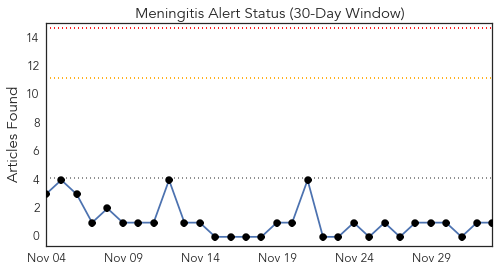 Meningitis Alert Status (30-Day Window)
Articles Found
14
12
10
8
6
4
2
0
Nov 04 Nov 09 Nov 14 Nov 19 Nov 24 Nov 29